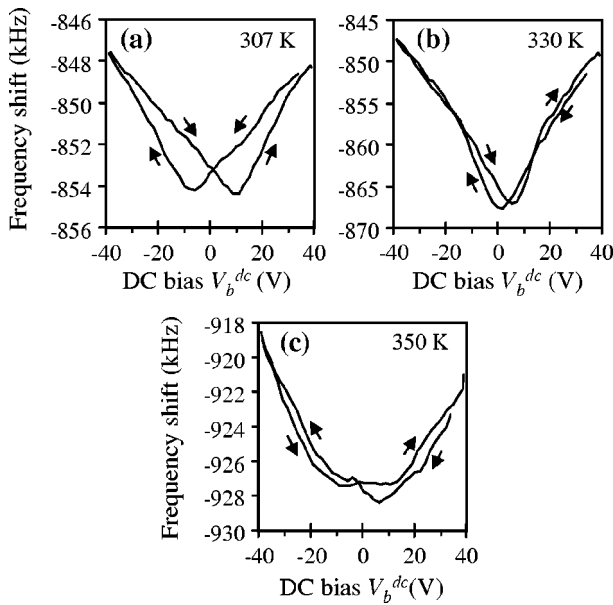 (a) 307 K
-846
-848
-850
-852
-854
-856
-40 -20 0 20 40
Frequency shift (kHz)
DC bias V_b^{dc} (V)
(b) 330 K
-845
-850
-855
-860
-865
-870
-40 -20 0 20 40
DC bias V_b^{dc} (V)
(c) 350 K
-918
-920
-922
-924
-926
-928
-930
-40 -20 0 20 40
Frequency shift (kHz)
DC bias V_b^{dc}(V)